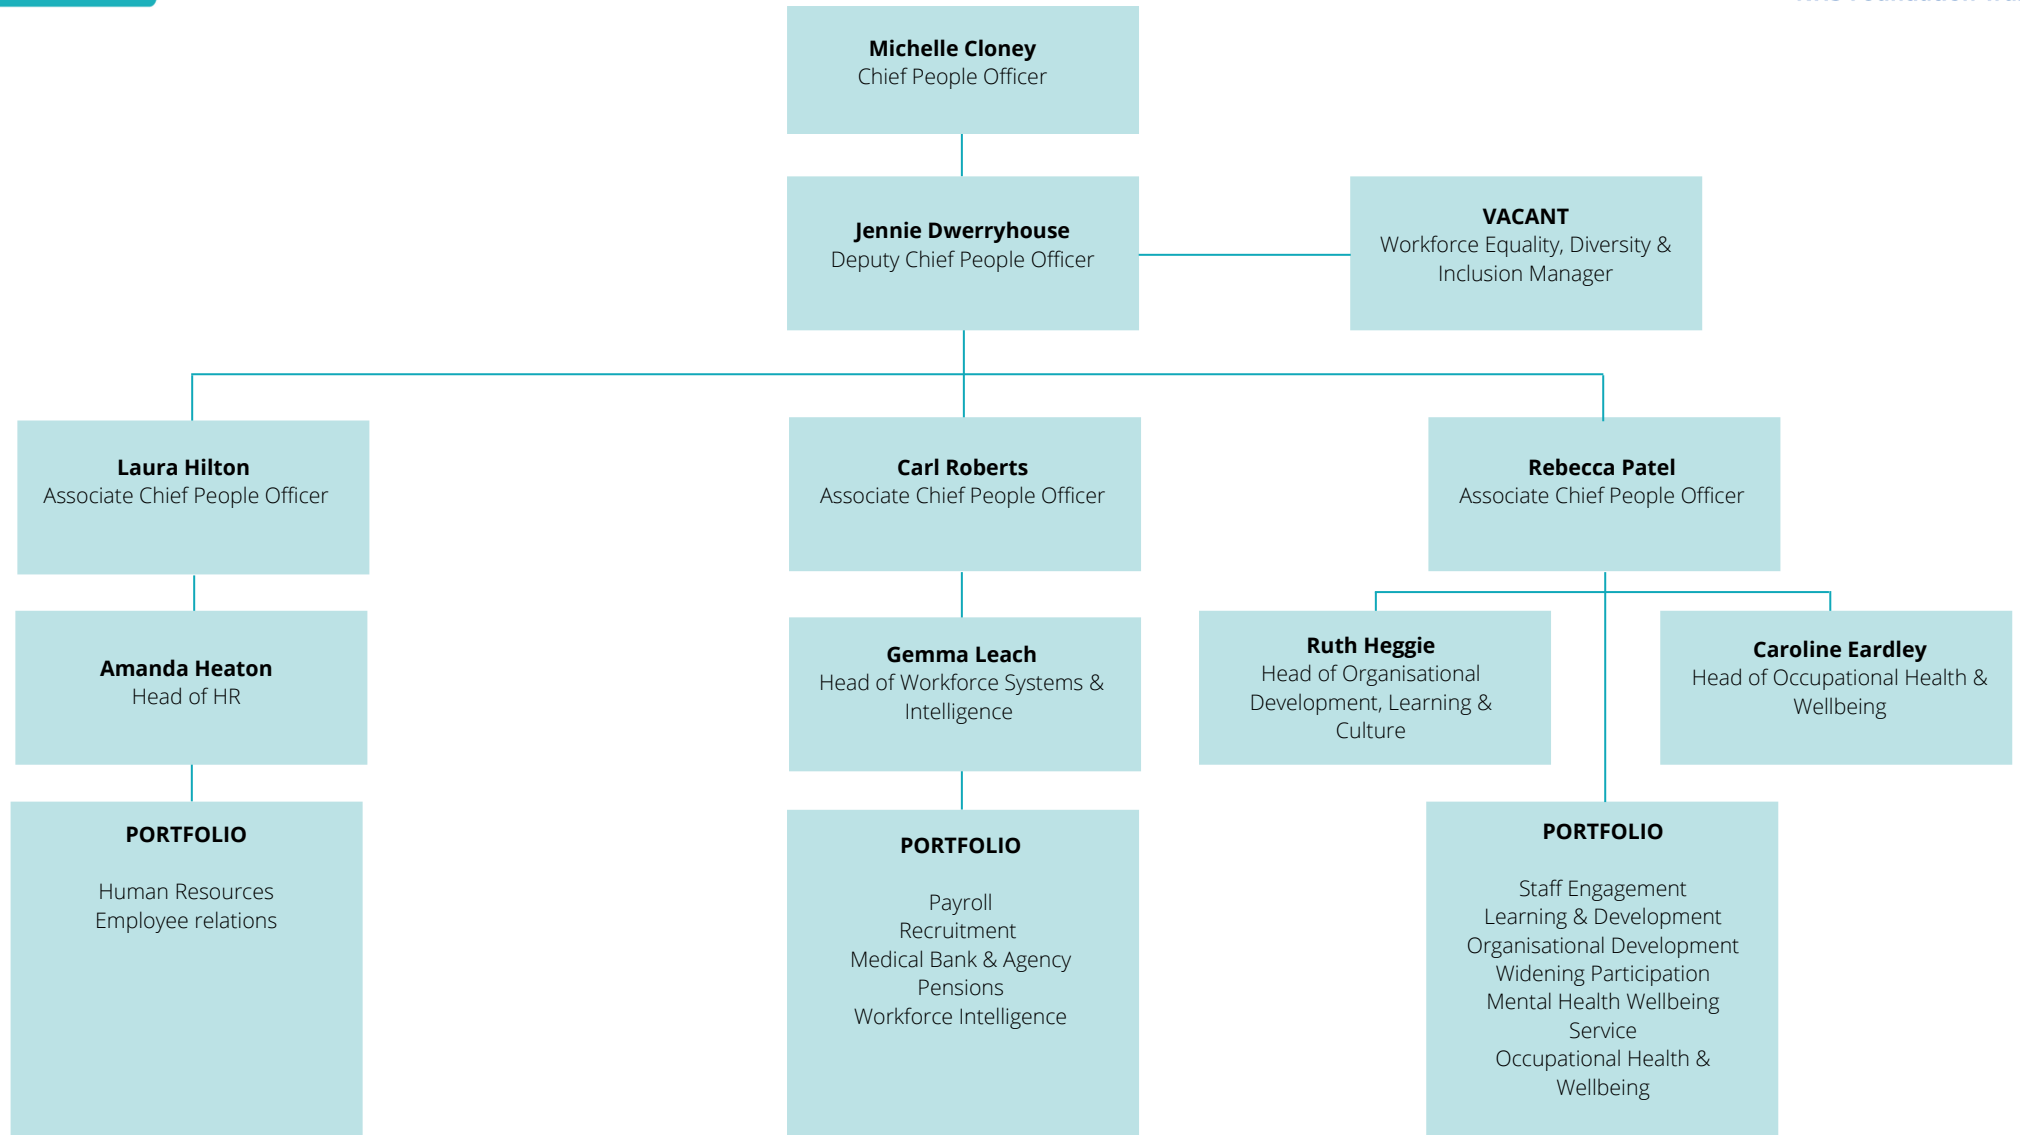 Michelle Cloney
Chief People Officer
Jennie Dwerryhouse
Deputy Chief People Officer
VACANT
Workforce Equality, Diversity &
Inclusion Manager
Laura Hilton
Associate Chief People Officer
Carl Roberts
Associate Chief People Officer
Rebecca Patel
Associate Chief People Officer
Amanda Heaton
Head of HR
Gemma Leach
Head of Workforce Systems &
Intelligence
Ruth Heggie
Head of Organisational
Development, Learning &
Culture
Caroline Eardley
Head of Occupational Health &
Wellbeing
PORTFOLIO
Human Resources
Employee relations
PORTFOLIO
Payroll
Recruitment
Medical Bank & Agency
Pensions
Workforce Intelligence
PORTFOLIO
Staff Engagement
Learning & Development
Organisational Development
Widening Participation
Mental Health Wellbeing
Service
Occupational Health &
Wellbeing